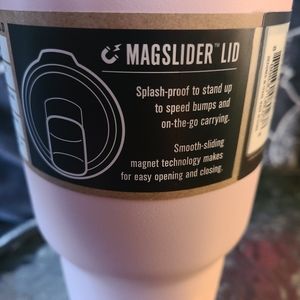 MAGSLIDER™ LID
Splash-proof to stand up
to speed bumps and
on-the-go carrying.
Smooth-sliding
magnet technology makes
for easy opening and closing.